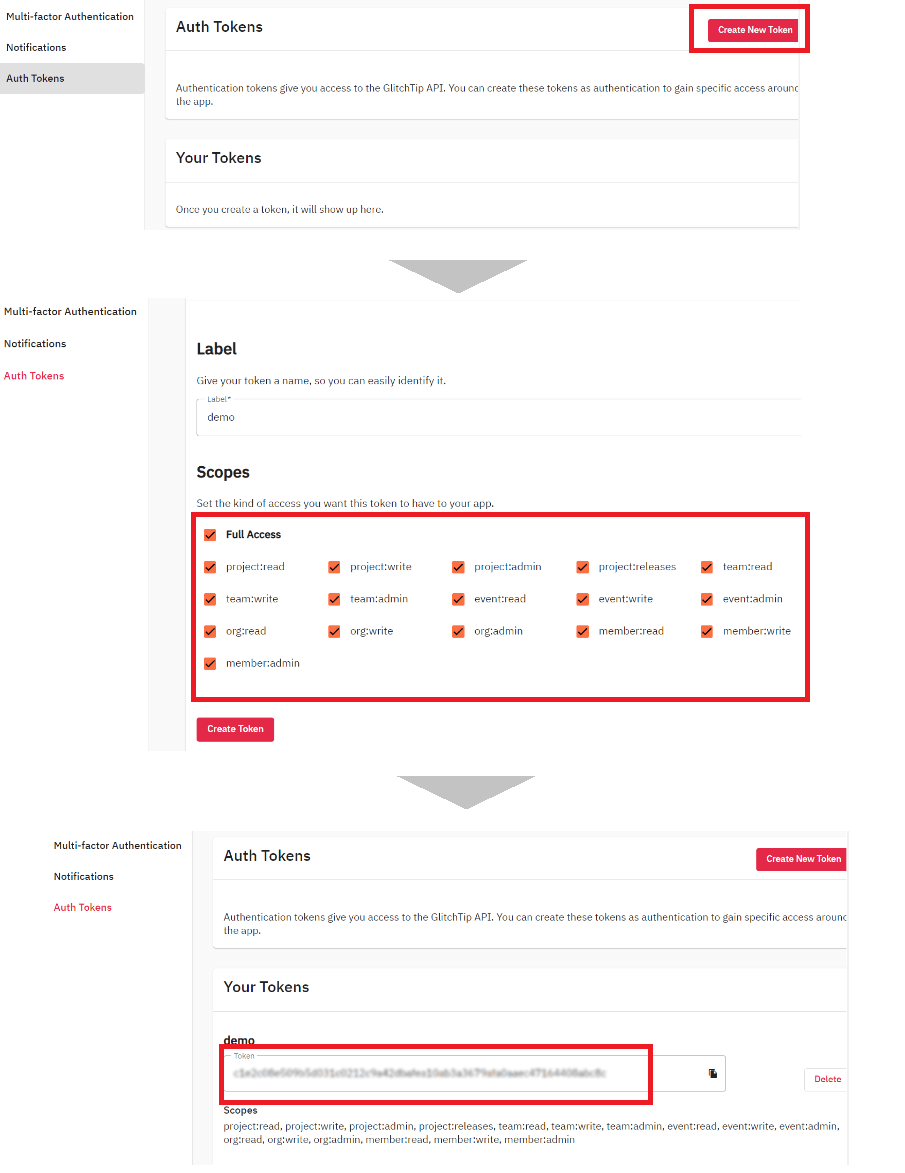 Multi-factor Authentication
Notifications
Auth Tokens
Auth Tokens
Create New Token
Authentication tokens give you access to the GlitchTip API. You can create these tokens as authentication to gain specific access around
the app.
Your Tokens
Once you create a token, it will show up here.
Multi-factor Authentication
Notifications
Auth Tokens
Label
Give your token a name, so you can easily identify it.
Label*
demo
Scopes
Set the kind of access you want this token to have to your app.
Full Access
project:read project:write project:admin project:releases team:read
team:write team:admin event:read event:write event:admin
org:read org:write org:admin member:read member:write
member:admin
Create Token
Multi-factor Authentication
Notifications
Auth Tokens
Auth Tokens
Create New Token
Authentication tokens give you access to the GlitchTip API. You can create these tokens as authentication to gain specific access around
the app.
Your Tokens
demo
Token
Delete
Scopes
project:read, project:write, project:admin, project:releases, team:read, team:write, team:admin, event:read, event:write, event:admin,
org:read, org:write, org:admin, member:read, member:write, member:admin